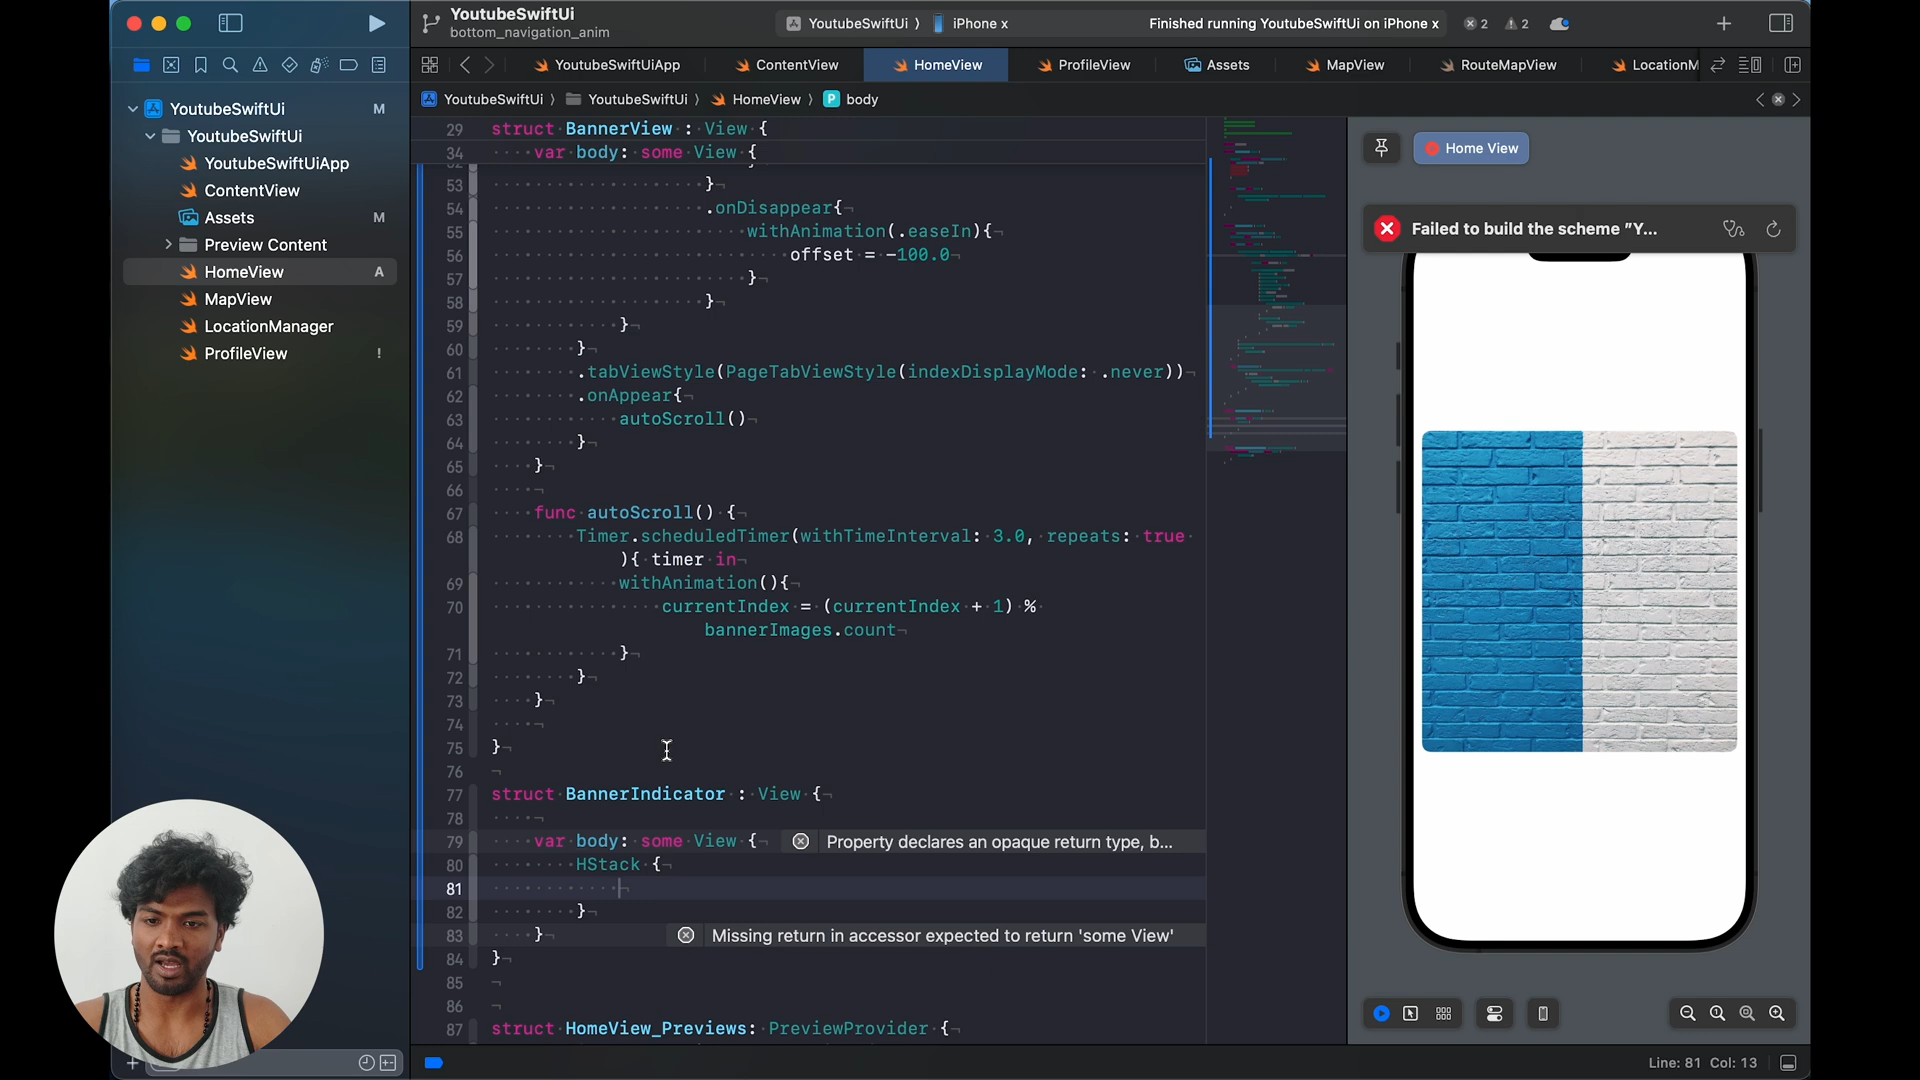 YoutubeSwiftUi
bottom_navigation_anim
YoutubeSwiftUi
iPhone x
Finished running YoutubeSwiftUi on iPhone x
2
2
YoutubeSwiftUiApp
ContentView
HomeView
ProfileView
Assets
MapView
RouteMapView
LocationM
YoutubeSwiftUi
YoutubeSwiftUi
HomeView
P body
YoutubeSwiftUi M
YoutubeSwiftUi
YoutubeSwiftUiApp
ContentView
Assets M
Preview Content
HomeView A
MapView
LocationManager
ProfileView !
29 struct BannerView : View {
34 var body: some View {
53 }
54 .onDisappear{
55 withAnimation(.easeIn){
56 offset = -100.0
57 }
58 }
59 }
60 }
61 .tabViewStyle(PageTabViewStyle(indexDisplayMode: .never))
62 .onAppear{
63 autoScroll()
64 }
65 }
66
67 func autoScroll() {
68 Timer.scheduledTimer(withTimeInterval: 3.0, repeats: true
){ timer in
69 withAnimation(){
70 currentIndex = (currentIndex + 1) %
bannerImages.count
71 }
72 }
73 }
74
75 }
76
77 struct BannerIndicator : View {
78
79 var body: some View { Property declares an opaque return type, b...
80 HStack {
81
82 }
83 } Missing return in accessor expected to return 'some View'
84 }
85
86
87 struct HomeView_Previews: PreviewProvider {
Home View
Failed to build the scheme "Y...
Line: 81 Col: 13